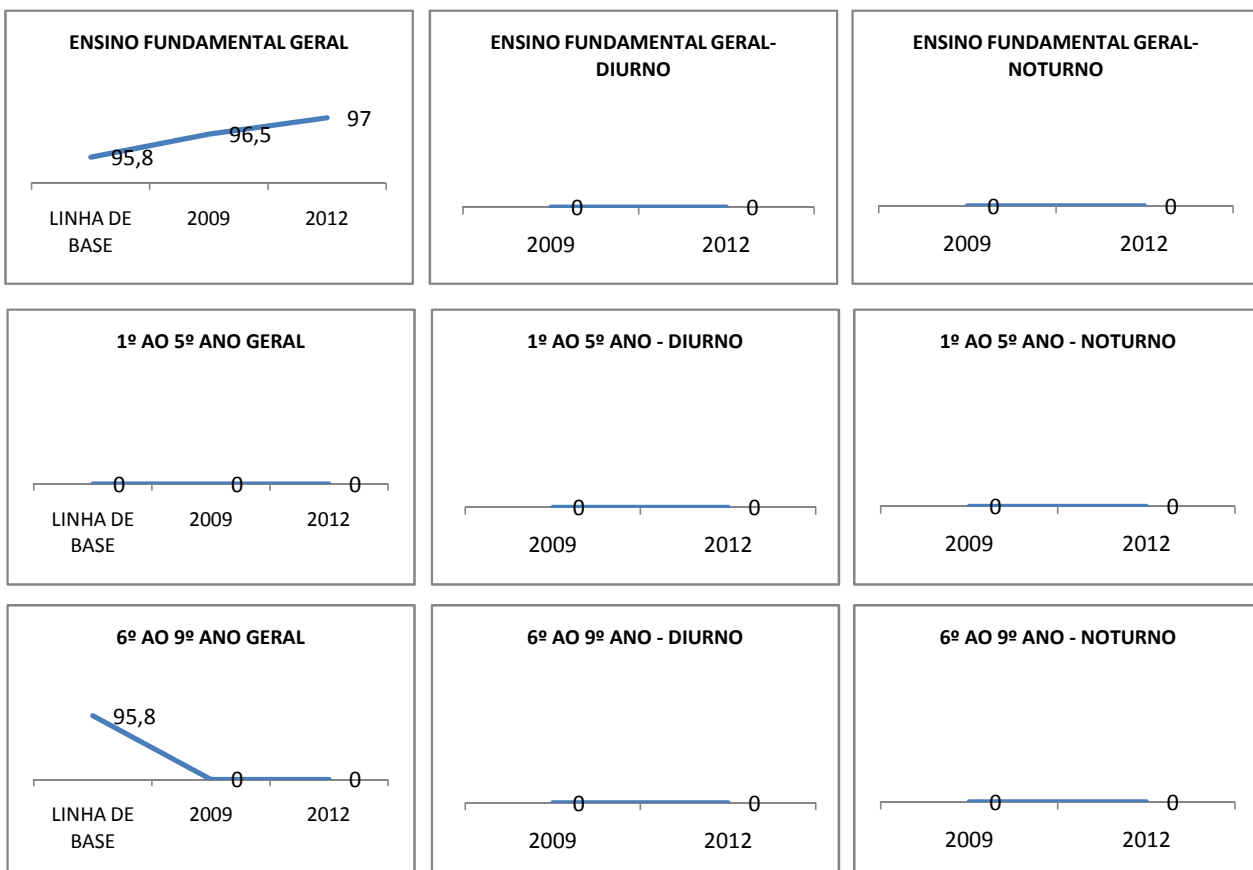 ENSINO FUNDAMENTAL GERAL
95,8
96,5
97
LINHA DE
BASE
2009
2012
ENSINO FUNDAMENTAL GERAL-
DIURNO
0
0
2009
2012
ENSINO FUNDAMENTAL GERAL-
NOTURNO
0
0
2009
2012
1º AO 5º ANO GERAL
0
0
0
LINHA DE
BASE
2009
2012
1º AO 5º ANO - DIURNO
0
0
2009
2012
1º AO 5º ANO - NOTURNO
0
0
2009
2012
6º AO 9º ANO GERAL
95,8
0
0
LINHA DE
BASE
2009
2012
6º AO 9º ANO - DIURNO
0
0
2009
2012
6º AO 9º ANO - NOTURNO
0
0
2009
2012